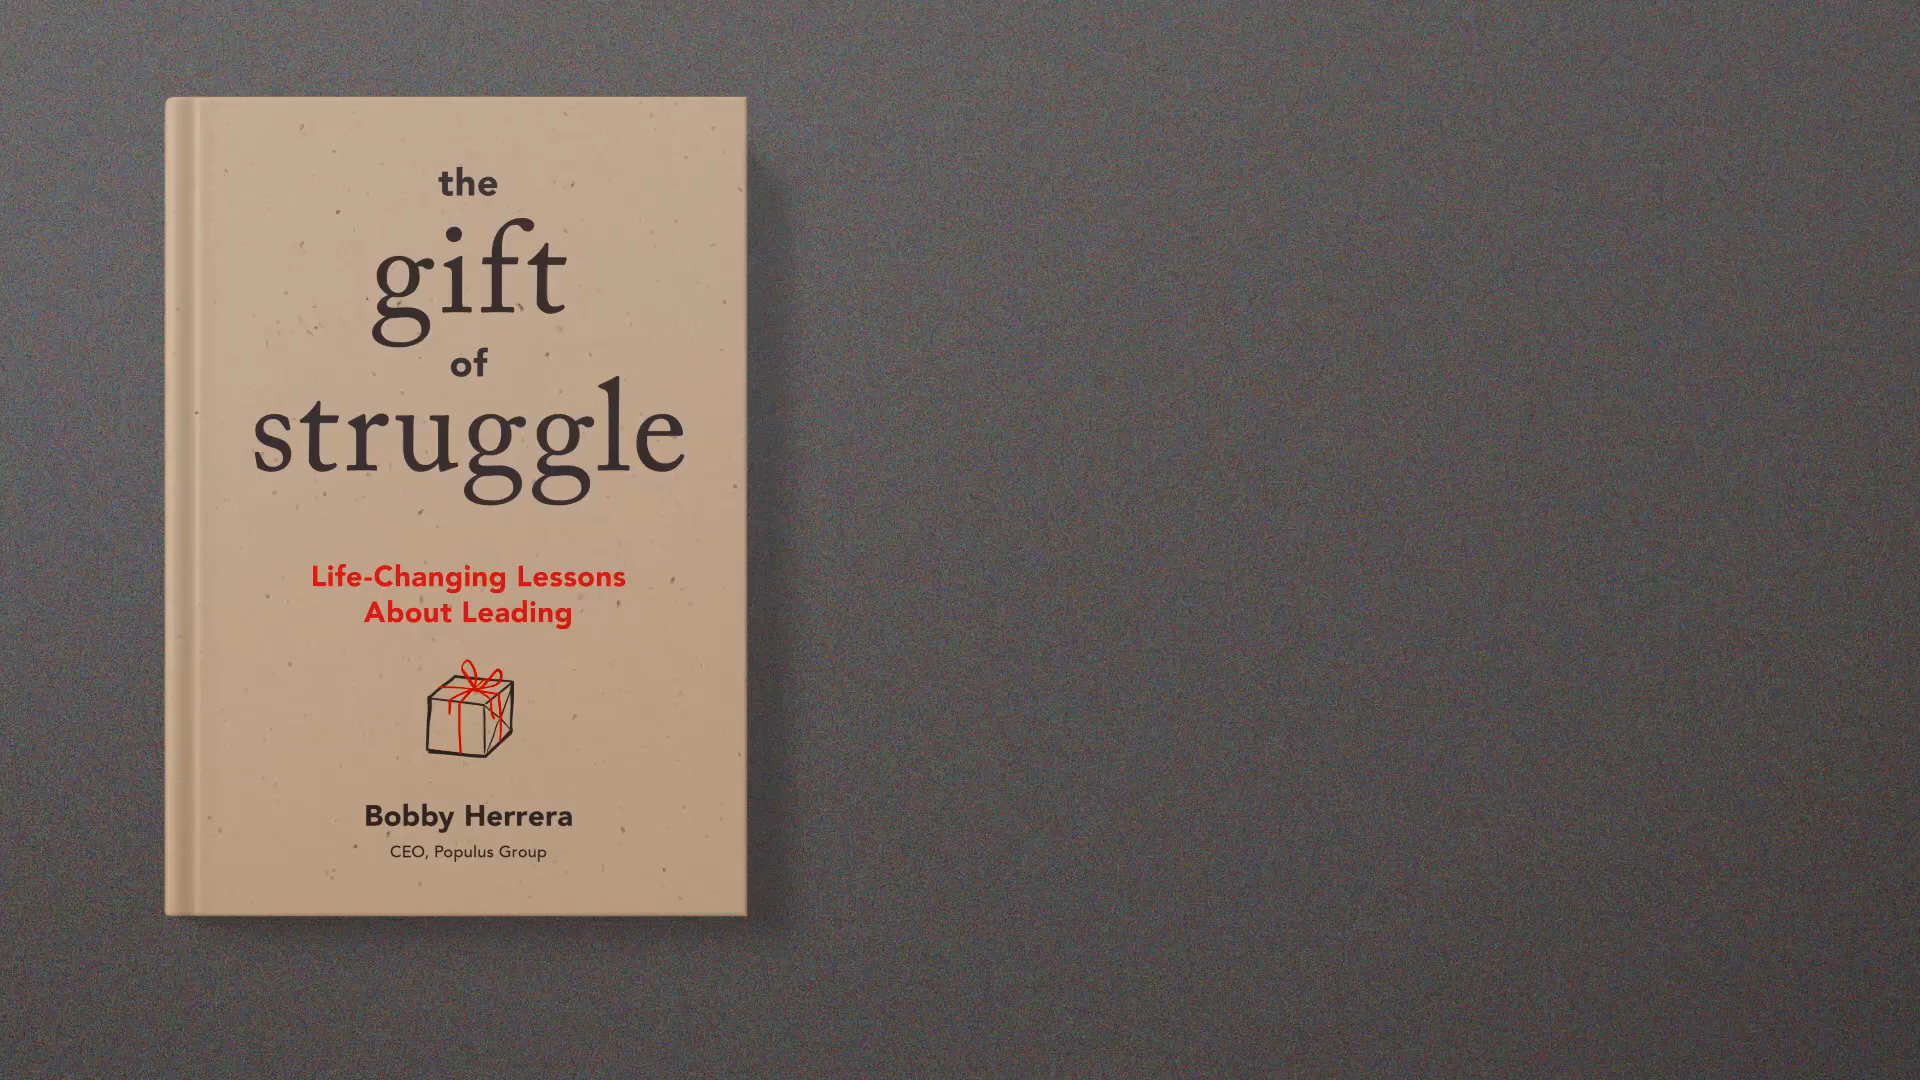 the
gift
of
struggle
Life-Changing Lessons
About Leading
Bobby Herrera
CEO, Populus Group